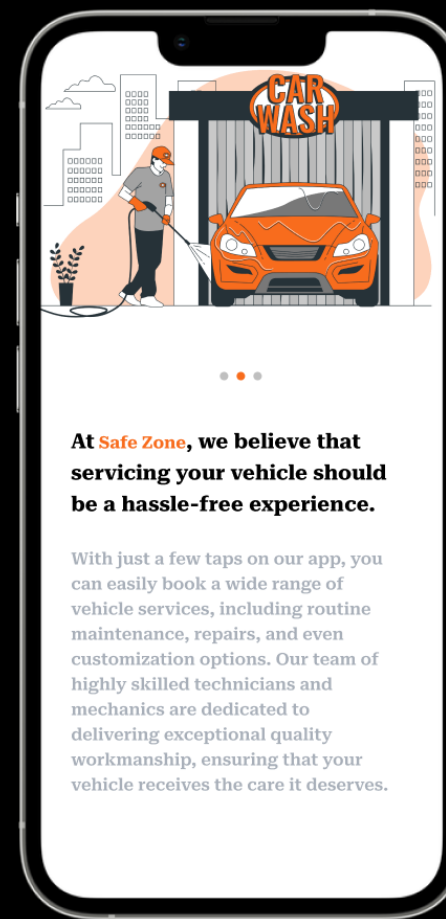 CAR
WASH
At Safe Zone, we believe that
servicing your vehicle should
be a hassle-free experience.
With just a few taps on our app, you
can easily book a wide range of
vehicle services, including routine
maintenance, repairs, and even
customization options. Our team of
highly skilled technicians and
mechanics are dedicated to
delivering exceptional quality
workmanship, ensuring that your
vehicle receives the care it deserves.